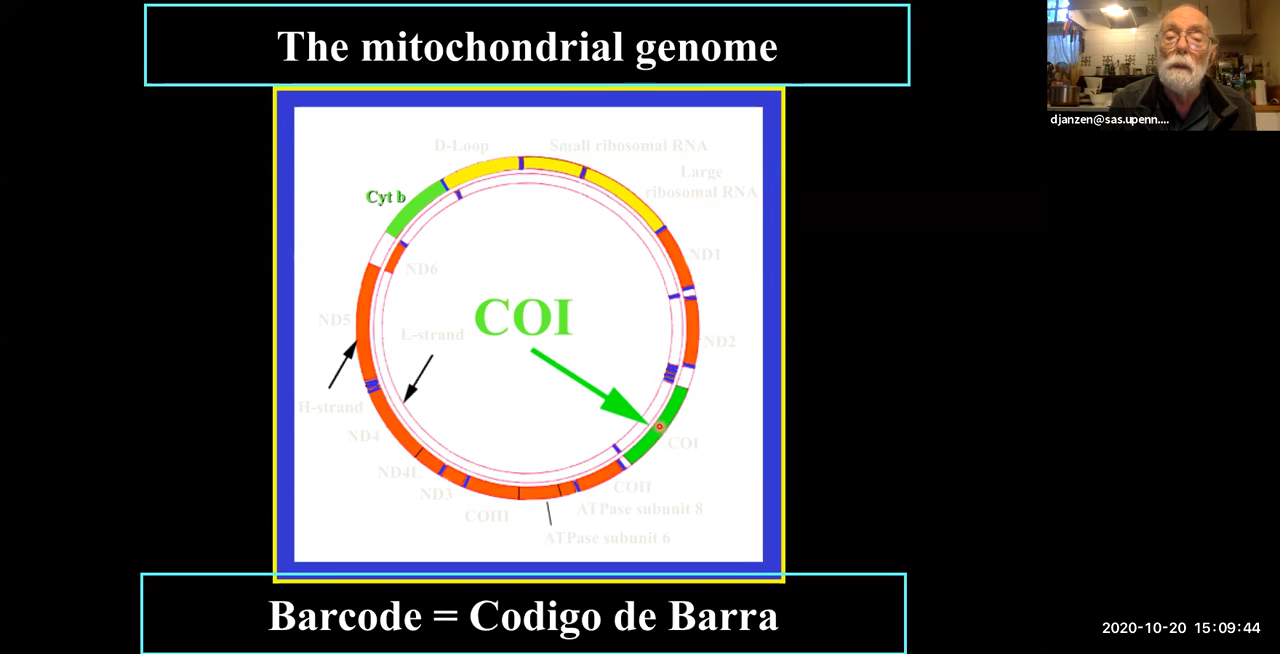 The mitochondrial genome
djanzen@sas.upenn....
D-Loop
Small ribosomal RNA
Large
ribosomal RNA
Cyt b
ND1
ND6
COI
ND5
L-strand
ND2
H-strand
ND4
COI
ND4L
COII
ND3
ATPase subunit 8
COIII
ATPase subunit 6
Barcode = Codigo de Barra
2020-10-20 15:09:44